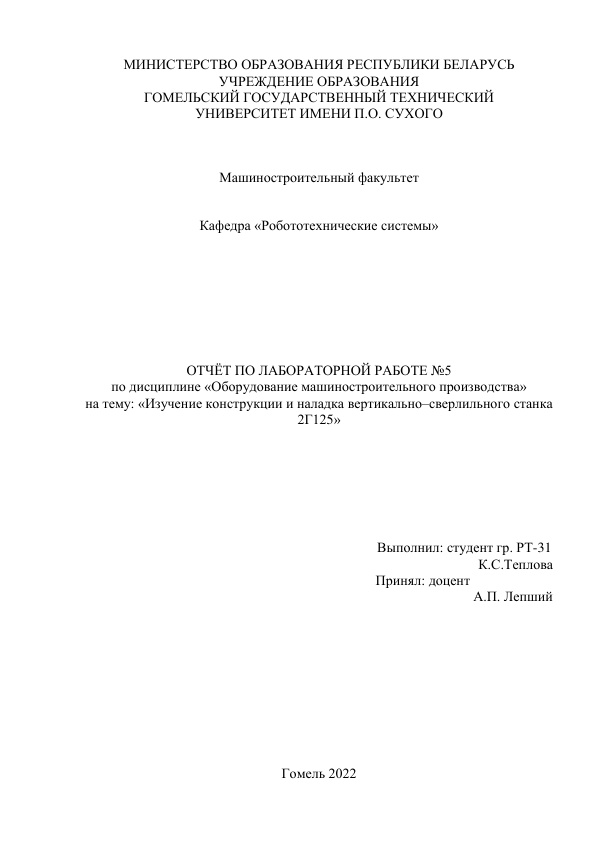 МИНИСТЕРСТВО ОБРАЗОВАНИЯ РЕСПУБЛИКИ БЕЛАРУСЬ
УЧРЕЖДЕНИЕ ОБРАЗОВАНИЯ
ГОМЕЛЬСКИЙ ГОСУДАРСТВЕННЫЙ ТЕХНИЧЕСКИЙ
УНИВЕРСИТЕТ ИМЕНИ П.О. СУХОГО
Машиностроительный факультет
Кафедра «Робототехнические системы»
ОТЧЁТ ПО ЛАБОРАТОРНОЙ РАБОТЕ №5
по дисциплине «Оборудование машиностроительного производства»
на тему: «Изучение конструкции и наладка вертикально–сверлильного станка
2Г125»
Выполнил: студент гр. РТ-31
К.С.Теплова
Принял: доцент
А.П. Лепший
Гомель 2022